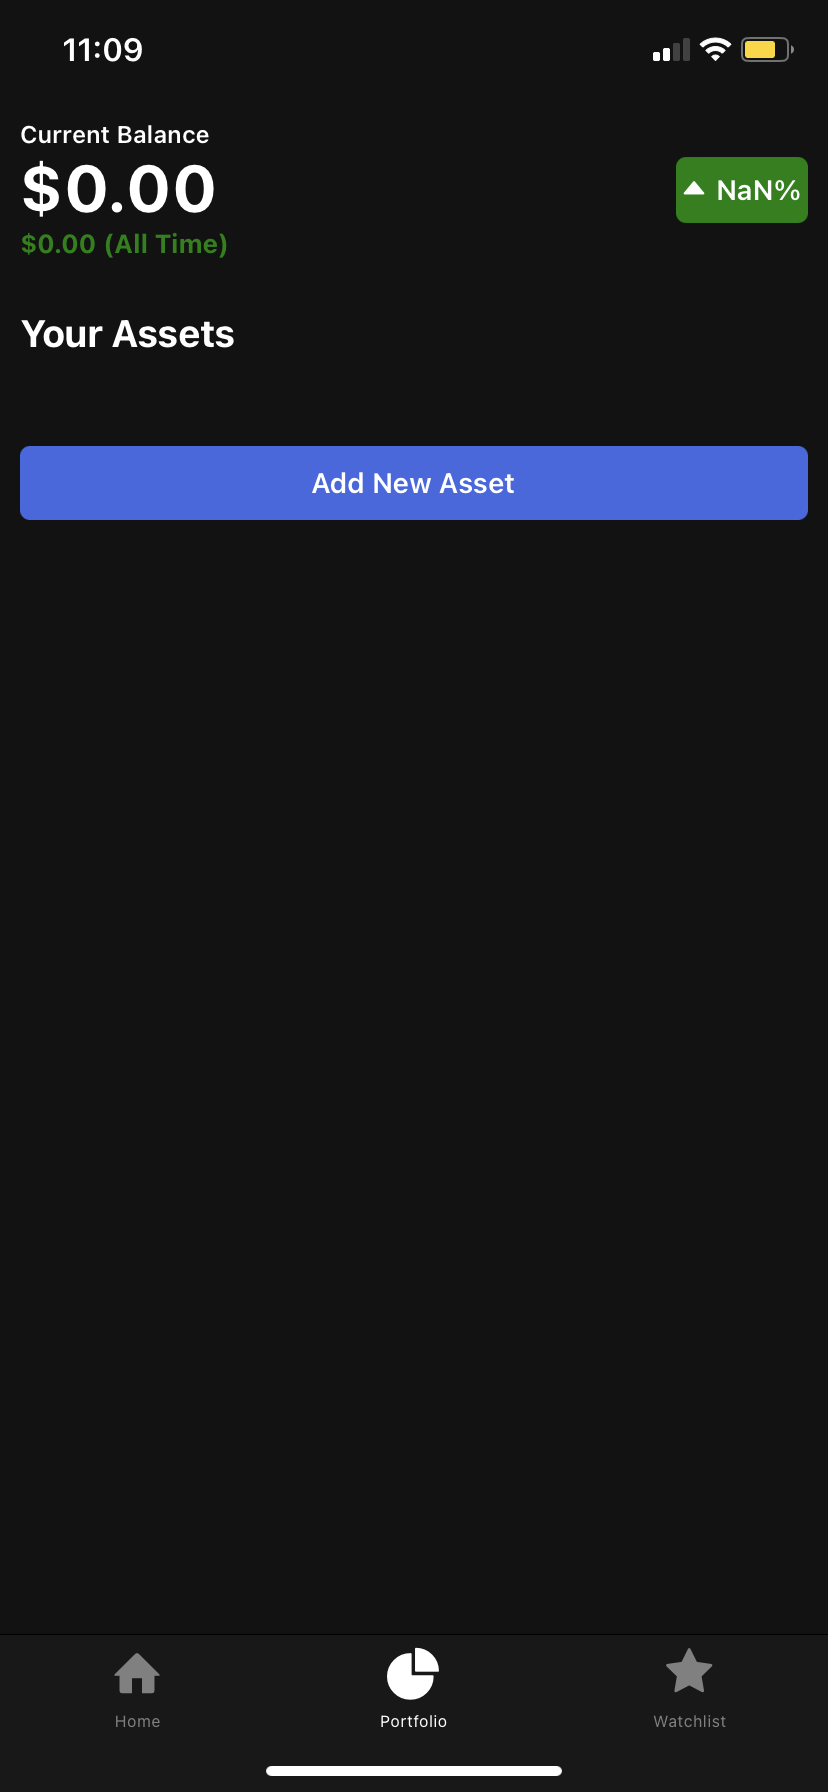 11:09
Current Balance
$0.00
NaN%
$0.00 (All Time)
Your Assets
Add New Asset
Home
Portfolio
Watchlist